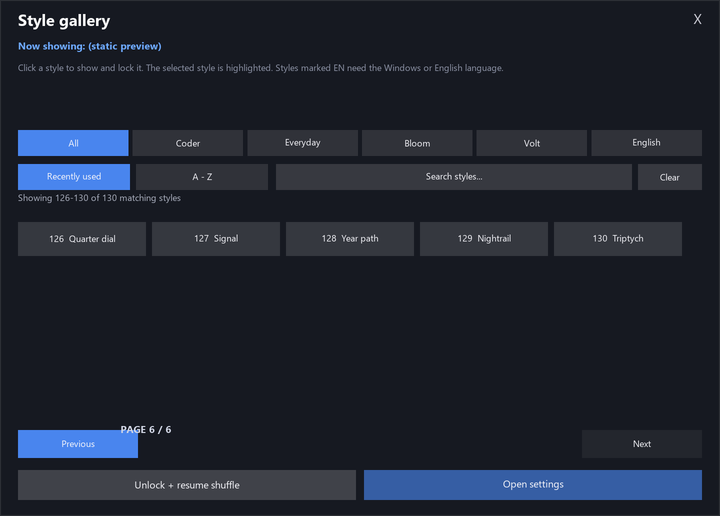 Style gallery
X
Now showing: (static preview)
Click a style to show and lock it. The selected style is highlighted. Styles marked EN need the Windows or English language.
All Coder Everyday Bloom Volt English
Recently used A - Z Search styles... Clear
Showing 126-130 of 130 matching styles
126 Quarter dial 127 Signal 128 Year path 129 Nightrail 130 Triptych
PAGE 6 / 6
Previous Next
Unlock + resume shuffle Open settings